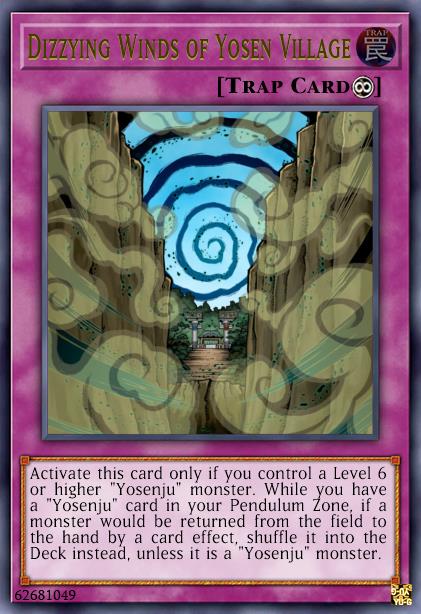 Dizzying Winds of Yosen Village
TRAP
罠
[Trap Card]
Activate this card only if you control a Level 6
or higher "Yosenju" monster. While you have
a "Yosenju" card in your Pendulum Zone, if a
monster would be returned from the field to
the hand by a card effect, shuffle it into the
Deck instead, unless it is a "Yosenju" monster.
62681049